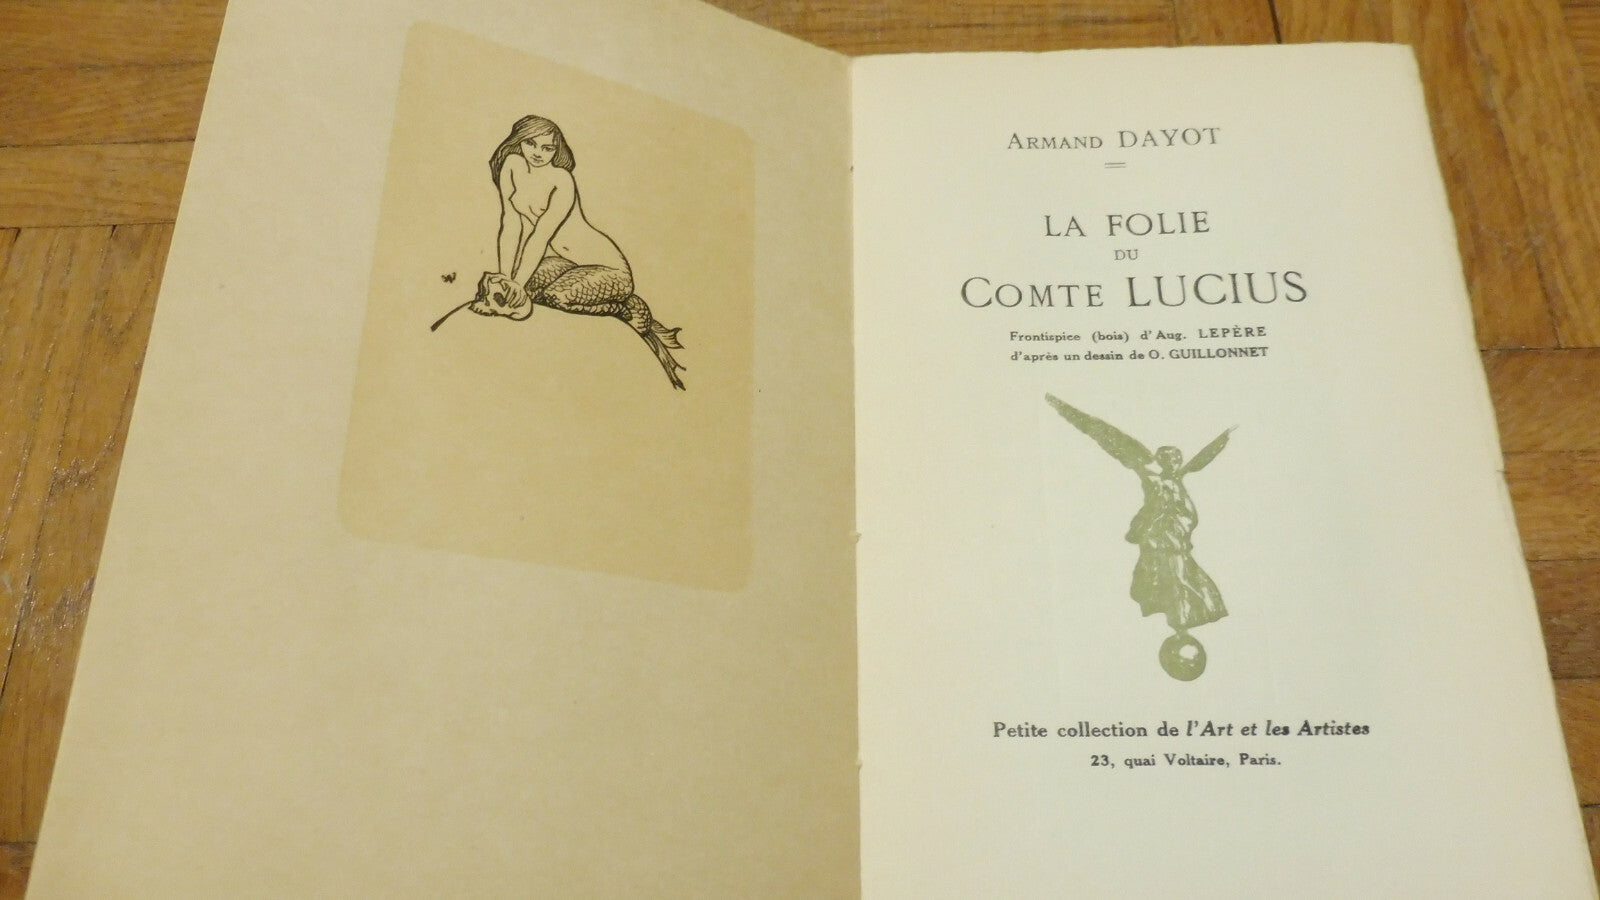 ARMAND DAYOT
LA FOLIE
DU
COMTE LUCIUS
Frontispice (bois) d'Aug. LEPÈRE
d'après un dessin de O. GUILLONNET
Petite collection de l'Art et les Artistes
23, quai Voltaire, Paris.